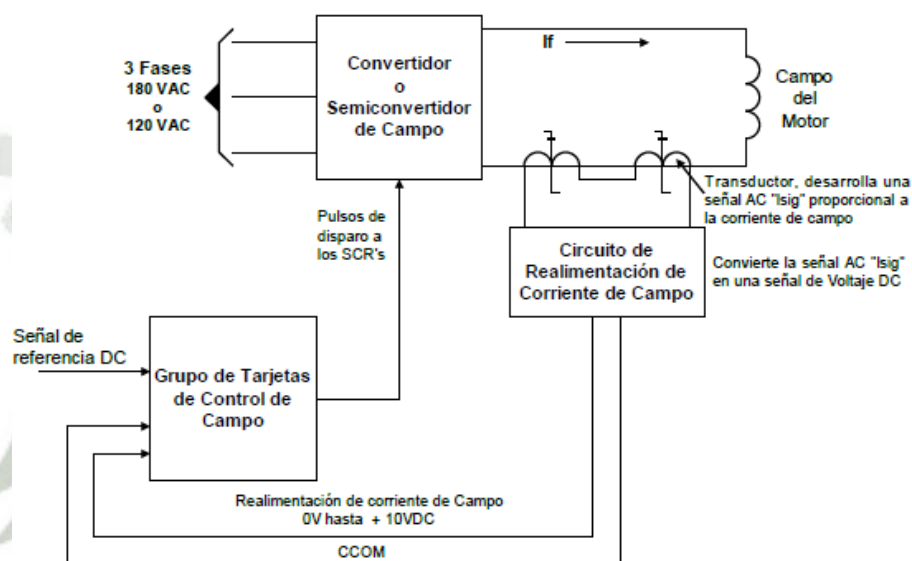 3 Fases
180 VAC
o
120 VAC
Convertidor
o
Semiconvertidor
de Campo
If
Campo
del
Motor
Transductor, desarrolla una
señal AC "Isig" proporcional a
la corriente de campo
Pulsos de
disparo a
los SCR's
Circuito de
Realimentación de
Corriente de Campo
Convierte la señal AC "Isig"
en una señal de Voltaje DC
Señal de
referencia DC
Grupo de Tarjetas
de Control de
Campo
Realimentación de corriente de Campo
0V hasta + 10VDC
CCOM